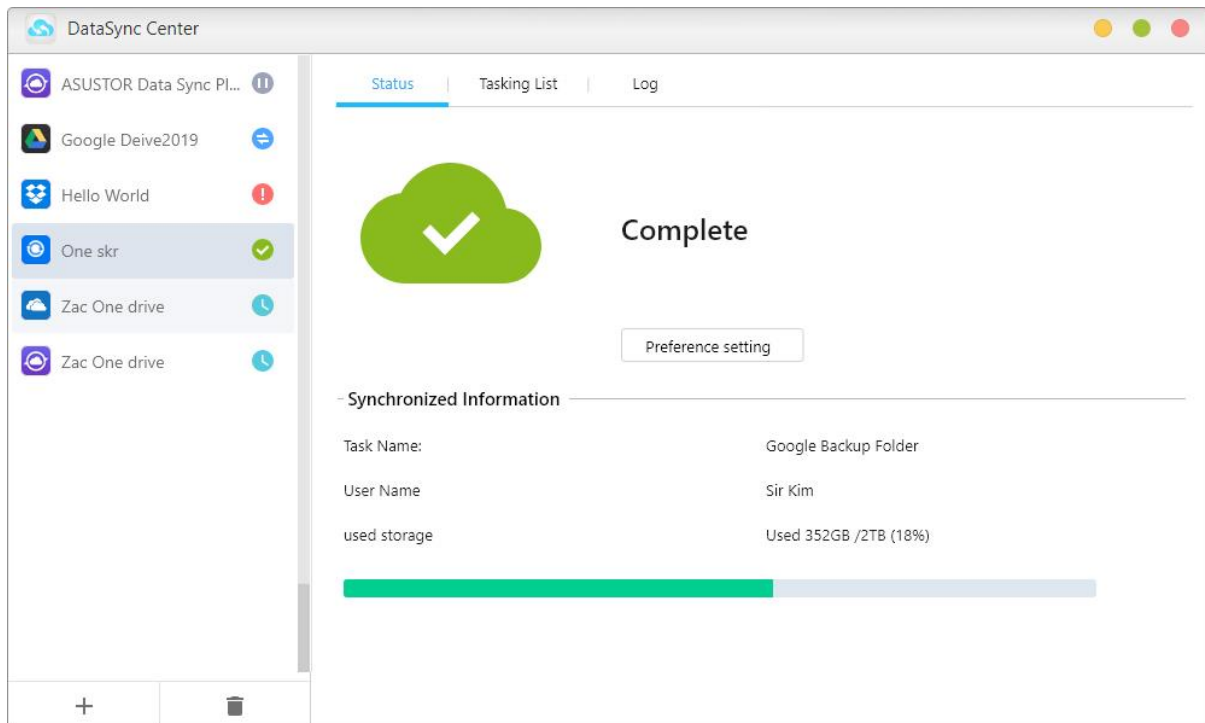 DataSync Center
ASUSTOR Data Sync Pl...
Google Deive2019
Hello World
One skr
Zac One drive
Zac One drive
Status
Tasking List
Log
Complete
Preference setting
Synchronized Information
Task Name: Google Backup Folder
User Name Sir Kim
used storage Used 352GB /2TB (18%)